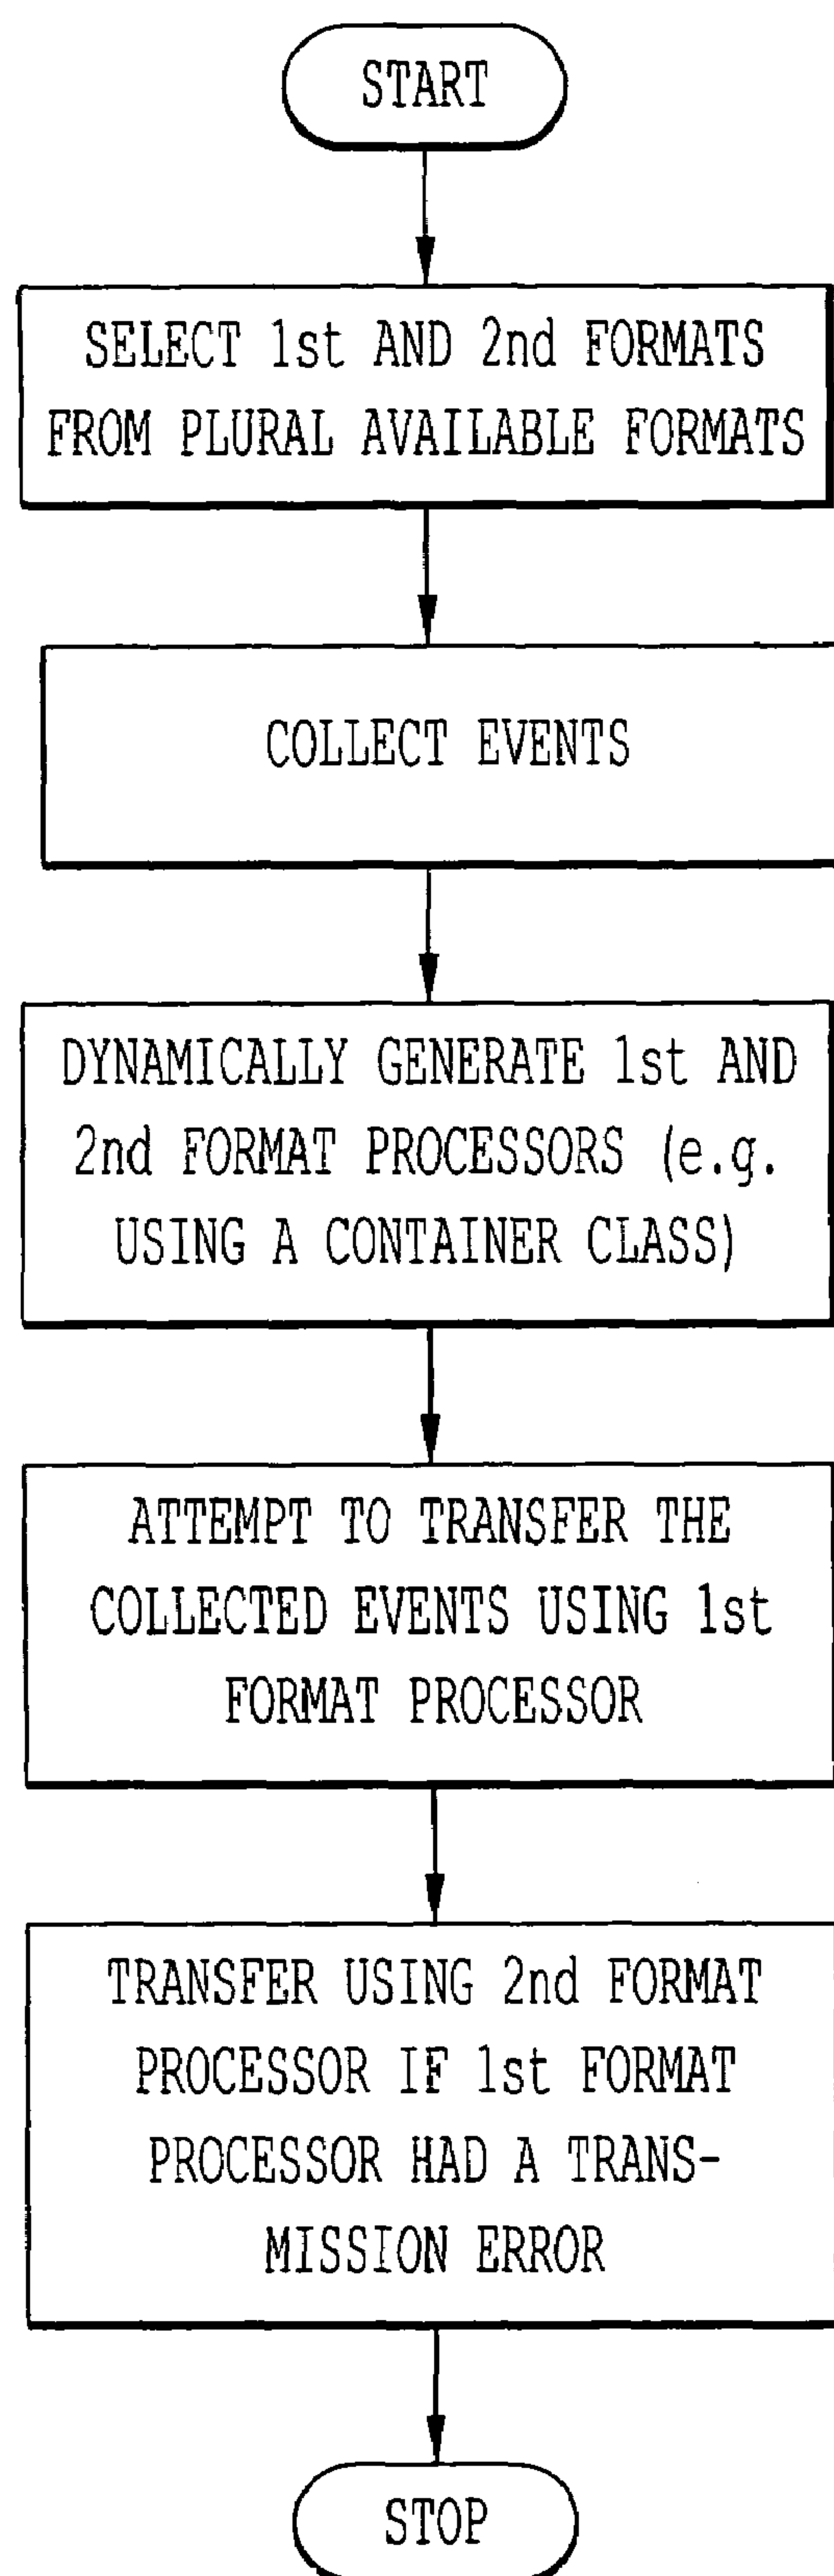 START
SELECT 1st AND 2nd FORMATS
FROM PLURAL AVAILABLE FORMATS
COLLECT EVENTS
DYNAMICALLY GENERATE 1st AND
2nd FORMAT PROCESSORS (e.g.
USING A CONTAINER CLASS)
ATTEMPT TO TRANSFER THE
COLLECTED EVENTS USING 1st
FORMAT PROCESSOR
TRANSFER USING 2nd FORMAT
PROCESSOR IF 1st FORMAT
PROCESSOR HAD A TRANS-
MISSION ERROR
STOP